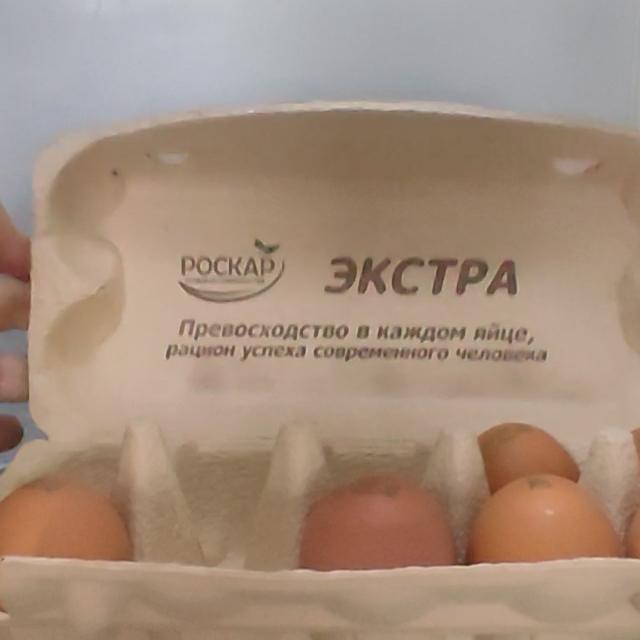 РОСКАР
ЭКСТРА
Превосходство в каждом яйце,
рацион успеха современного человека